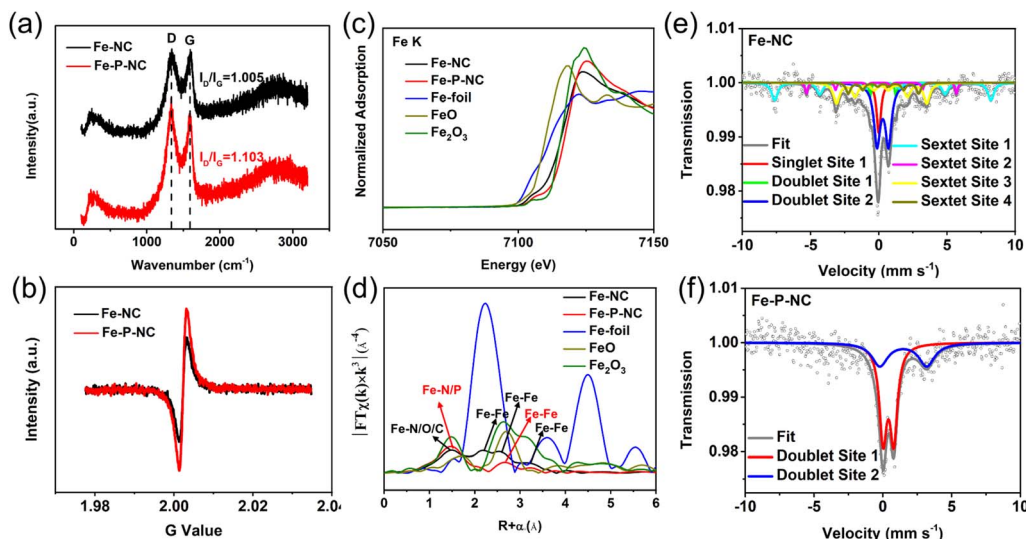 (a)
Fe-NC
Fe-P-NC
D
G
I_D/I_G=1.005
I_D/I_G=1.103
Intensity(a.u.)
0
1000
2000
3000
Wavenumber (cm⁻¹)
(b)
Fe-NC
Fe-P-NC
Intensity (a.u.)
1.98
2.00
2.02
2.04
G Value
(c)
Fe K
Fe-NC
Fe-P-NC
Fe-foil
FeO
Fe₂O₃
Normalized Adsorption
7050
7100
7150
Energy (eV)
(d)
Fe-NC
Fe-P-NC
Fe-foil
FeO
Fe₂O₃
Fe-N/P
Fe-Fe
Fe-Fe
Fe-Fe
Fe-N/O/C
Fe-Fe
|FTχ(k)×k³|(Å⁻⁴)
0
1
2
3
4
5
6
R+α (Å)
(e)
Fe-NC
1.01
1.00
0.99
0.98
Transmission
Fit
Singlet Site 1
Doublet Site 1
Doublet Site 2
Sextet Site 1
Sextet Site 2
Sextet Site 3
Sextet Site 4
-10
-5
0
5
10
Velocity (mm s⁻¹)
(f)
Fe-P-NC
1.01
1.00
0.99
0.98
Transmission
Fit
Doublet Site 1
Doublet Site 2
-10
-5
0
5
10
Velocity (mm s⁻¹)